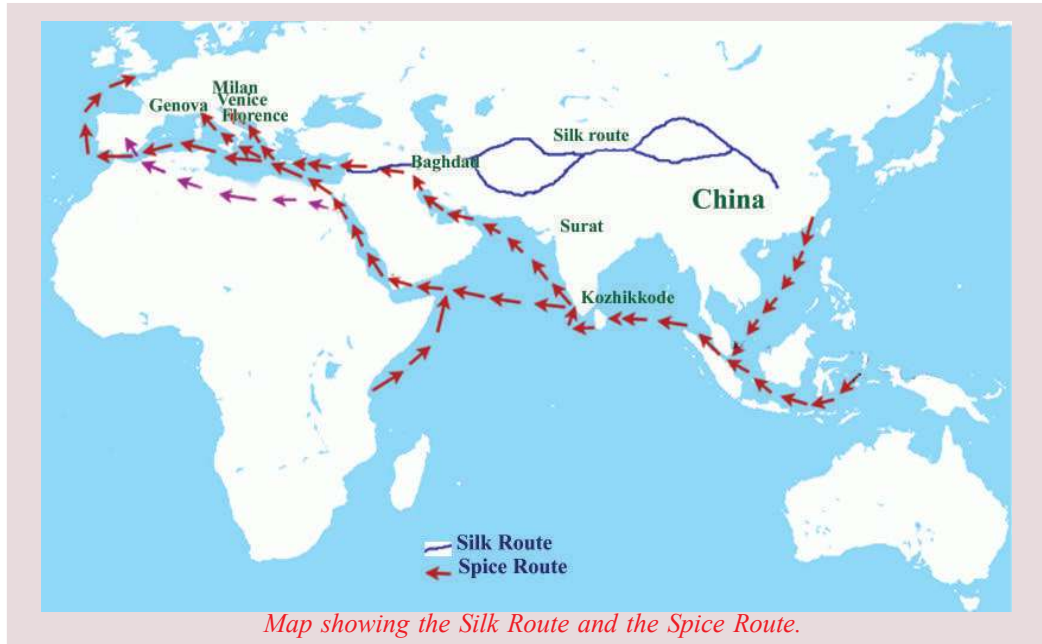 Milan
Genova
Venice
Florence
Silk route
Baghdad
China
Surat
Kozhikkode
Silk Route
Spice Route
Map showing the Silk Route and the Spice Route.